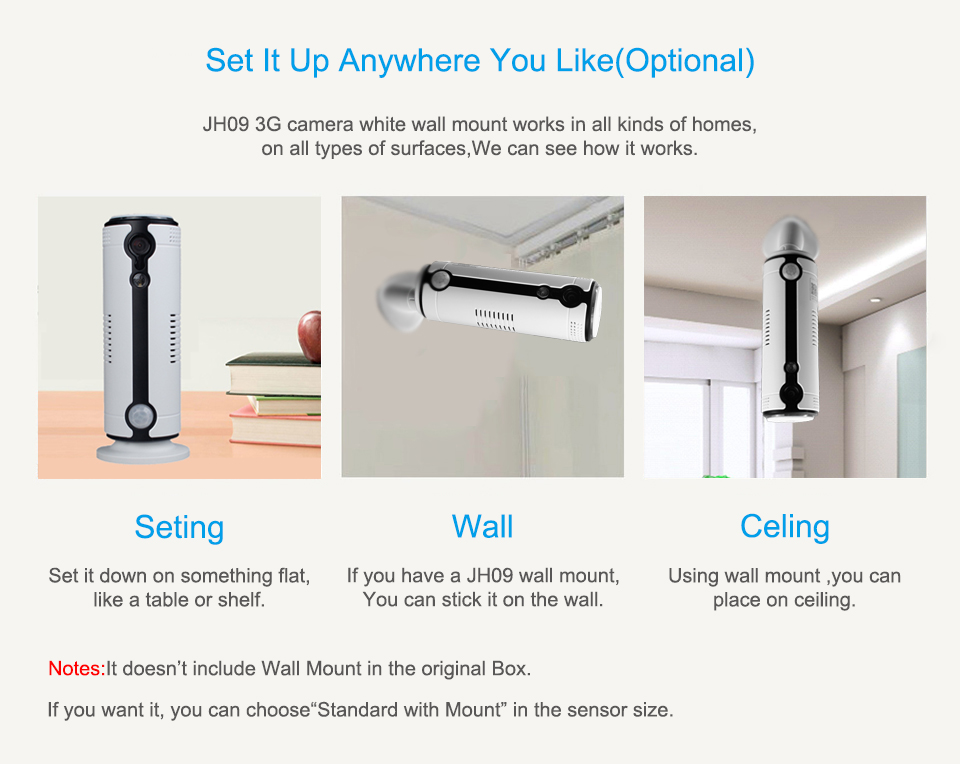 Set It Up Anywhere You Like(Optional)
JH09 3G camera white wall mount works in all kinds of homes,
on all types of surfaces,We can see how it works.
Seting
Wall
Celing
Set it down on something flat,
like a table or shelf.
If you have a JH09 wall mount,
You can stick it on the wall.
Using wall mount ,you can
place on ceiling.
Notes:It doesn’t include Wall Mount in the original Box.
If you want it, you can choose“Standard with Mount” in the sensor size.